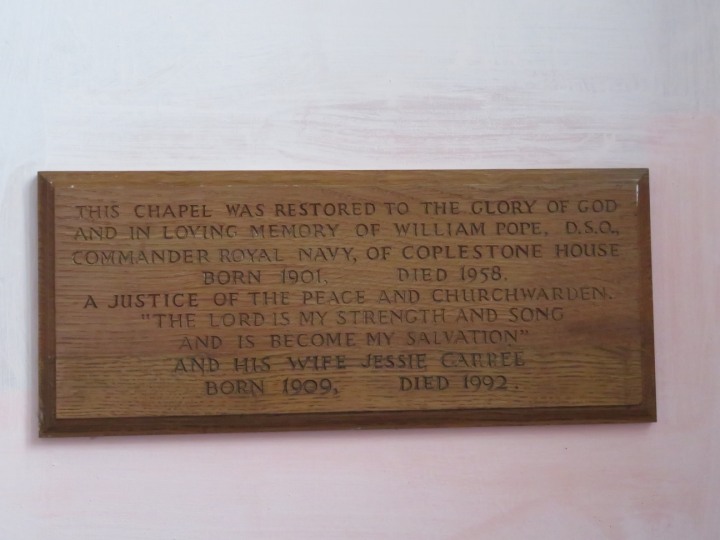 THIS CHAPEL WAS RESTORED TO THE GLORY OF GOD
AND IN LOVING MEMORY OF WILLIAM POPE, D.S.O.,
COMMANDER ROYAL NAVY, OF COPLESTONE HOUSE
BORN 1901, DIED 1958.
A JUSTICE OF THE PEACE AND CHURCHWARDEN.
"THE LORD IS MY STRENGTH AND SONG
AND IS BECOME MY SALVATION"
AND HIS WIFE JESSIE CARRÉE
BORN 1909, DIED 1992.